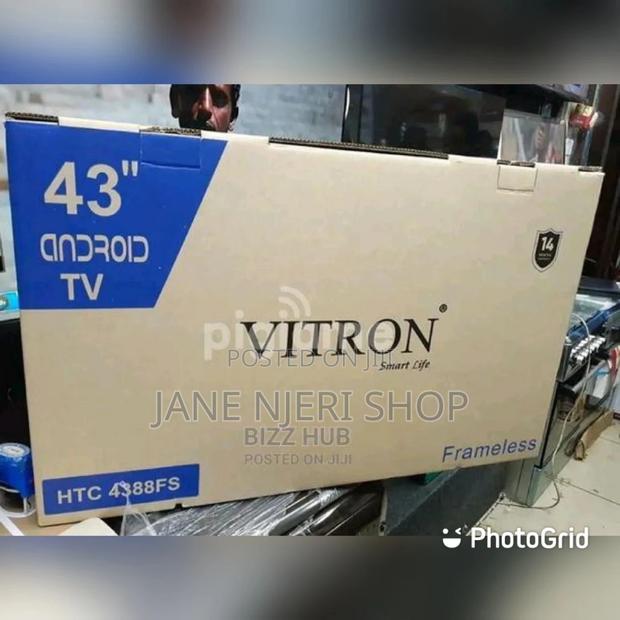 43"
ANDROID
TV
14
VITRON®
Smart Life
POSTED ON JIJI
JANE NJERI SHOP
BIZZ HUB
POSTED ON JIJI
Frameless
HTC 4388FS
PhotoGrid